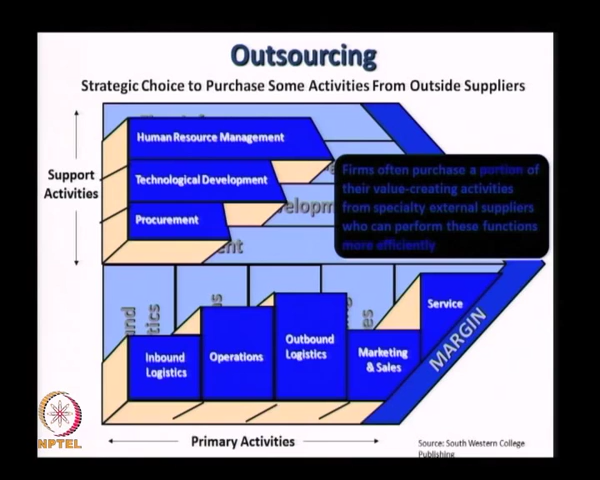 Outsourcing
Strategic Choice to Purchase Some Activities From Outside Suppliers
Support
Activities
Human Resource Management
Technological Development
Procurement
Firms often purchase a portion of
their value-creating activities
from specialty external suppliers
who can perform these functions
more efficiently
Inbound
Logistics
Operations
Outbound
Logistics
Marketing
& Sales
Service
MARGIN
Primary Activities
Source: South Western College
Publishing
NPTEL